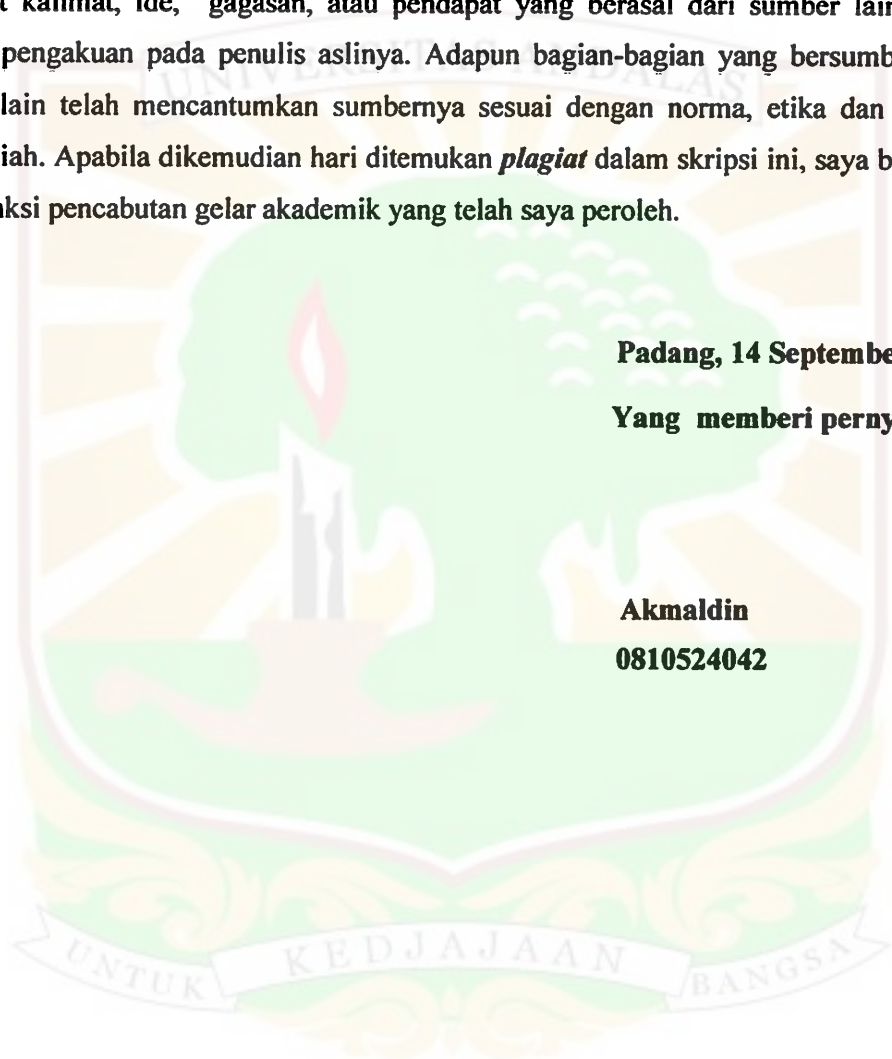 kalimat, ide, gagasan, atau pendapat yang berasal dari sumber
pengakuan pada penulis aslinya. Adapun bagian-bagian yang
lain telah mencantumkan sumbernya sesuai dengan norma, etika dan
iah. Apabila dikemudian hari ditemukan plagiat dalam skripsi ini, saya
ksi pencabutan gelar akademik yang telah saya peroleh.
Padang, 14 Septembe
Yang memberi perny
Akmaldin
0810524042
UNIVERSITAS ANDALAS
UNTUK KEDJAJAAN BANGSA